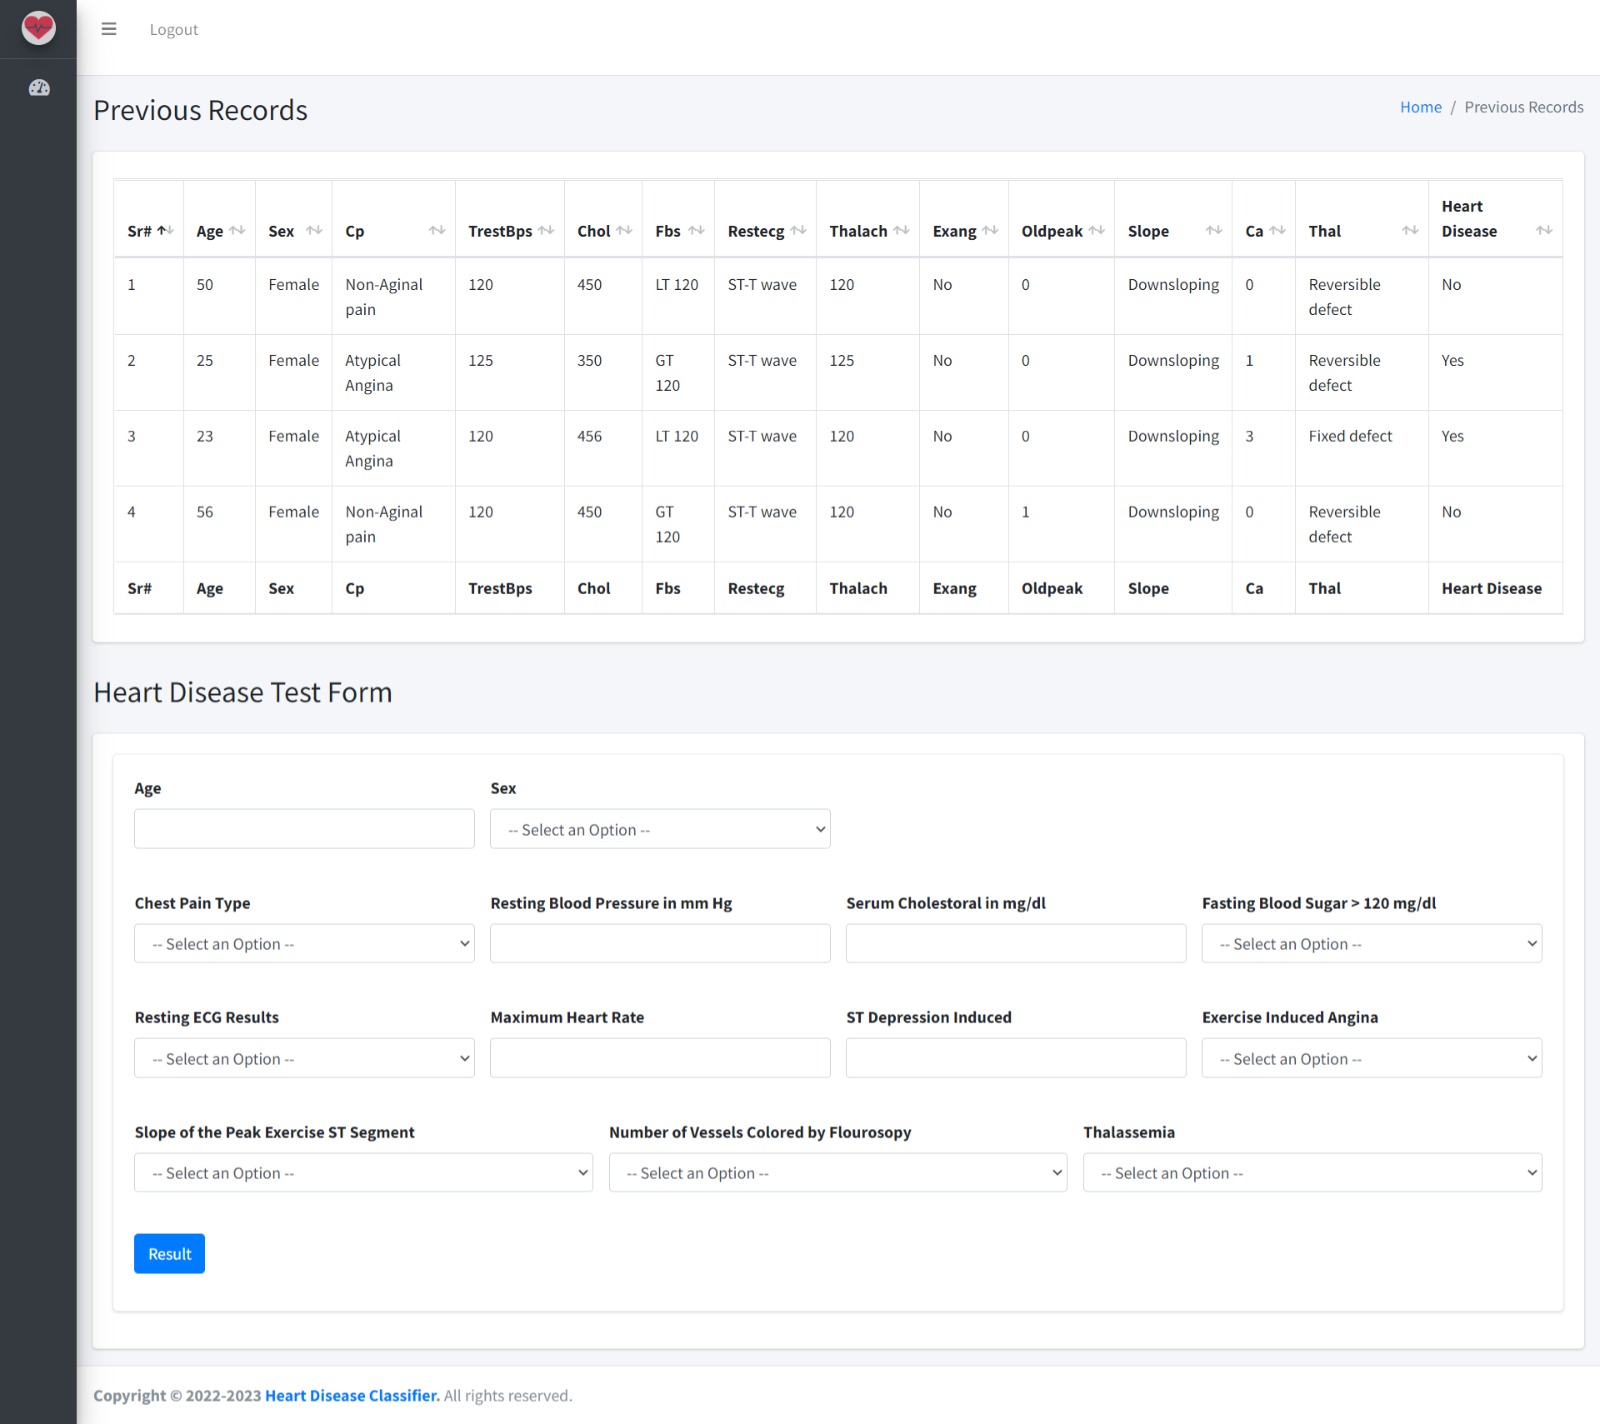 Logout
Previous Records
Home / Previous Records
Sr# Age Sex Cp TrestBps Chol Fbs Restecg Thalach Exang Oldpeak Slope Ca Thal Heart Disease
1 50 Female Non-Aginal pain 120 450 LT 120 ST-T wave 120 No 0 Downsloping 0 Reversible defect No
2 25 Female Atypical Angina 125 350 GT 120 ST-T wave 125 No 0 Downsloping 1 Reversible defect Yes
3 23 Female Atypical Angina 120 456 LT 120 ST-T wave 120 No 0 Downsloping 3 Fixed defect Yes
4 56 Female Non-Aginal pain 120 450 GT 120 ST-T wave 120 No 1 Downsloping 0 Reversible defect No
Sr# Age Sex Cp TrestBps Chol Fbs Restecg Thalach Exang Oldpeak Slope Ca Thal Heart Disease
Heart Disease Test Form
Age Sex
-- Select an Option --
Chest Pain Type Resting Blood Pressure in mm Hg Serum Cholestoral in mg/dl Fasting Blood Sugar > 120 mg/dl
-- Select an Option -- -- Select an Option --
Resting ECG Results Maximum Heart Rate ST Depression Induced Exercise Induced Angina
-- Select an Option -- -- Select an Option --
Slope of the Peak Exercise ST Segment Number of Vessels Colored by Flourosopy Thalassemia
-- Select an Option -- -- Select an Option -- -- Select an Option --
Result
Copyright © 2022-2023 Heart Disease Classifier. All rights reserved.